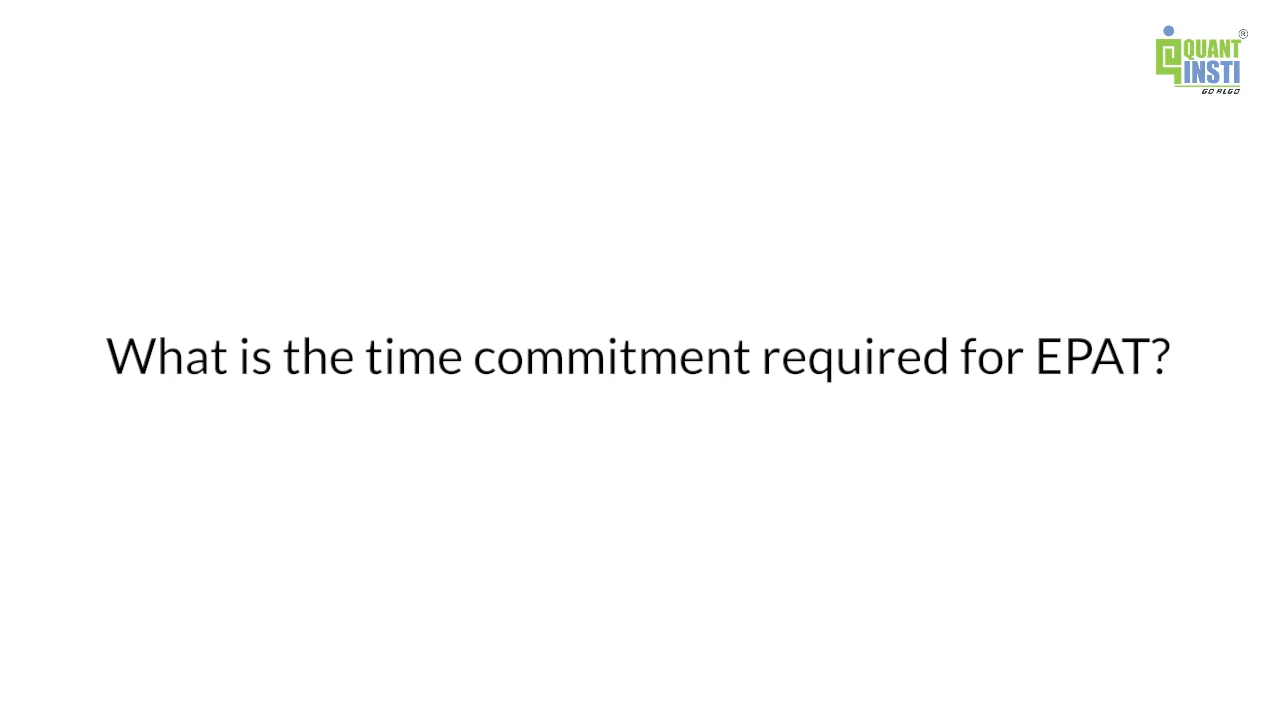 QUANT
INSTI
®
GO ALGO
What is the time commitment required for EPAT?